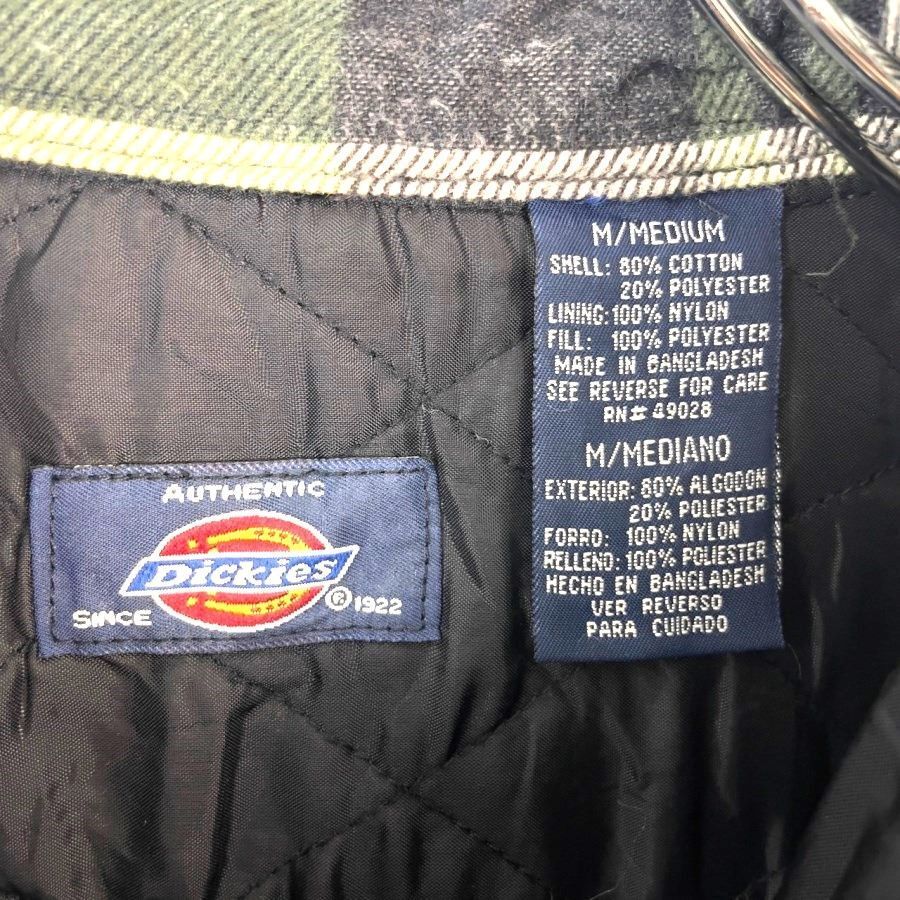 M/MEDIUM
SHELL: 80% COTTON
20% POLYESTER
LINING: 100% NYLON
FILL: 100% POLYESTER
MADE IN BANGLADESH
SEE REVERSE FOR CARE
RN# 49028
M/MEDIANO
EXTERIOR: 80% ALGODON
20% POLIESTER
FORRO: 100% NYLON
RELLENO: 100% POLIESTER
HECHO EN BANGLADESH
VER REVERSO
PARA CUIDADO
AUTHENTIC
Dickies
SINCE ® 1922